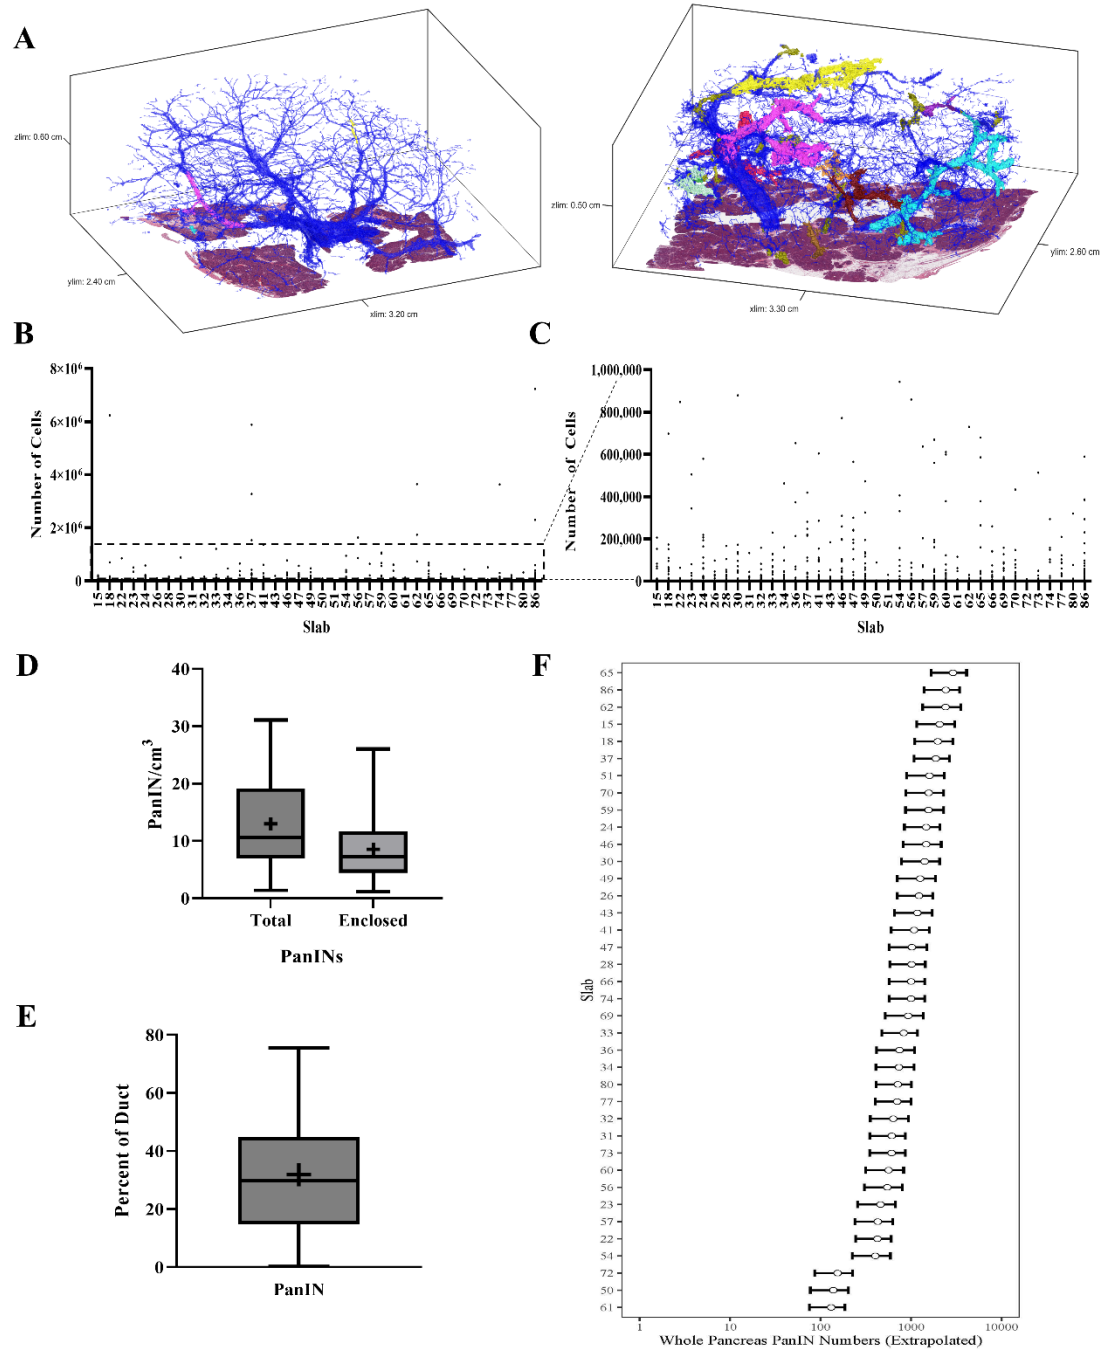 A
zlim: 0.60 cm
ylim: 2.40 cm
xlim: 3.20 cm
zlim: 0.50 cm
ylim: 2.60 cm
xlim: 3.30 cm
B
Number of Cells
8×10⁶
6×10⁶
4×10⁶
2×10⁶
0
15 18 22 23 24 26 28 30 31 32 33 34 36 37 41 43 46 47 49 50 51 54 56 57 59 60 61 62 65 66 69 70 72 73 74 77 80 86
Slab
C
Number of Cells
1,000,000
800,000
600,000
400,000
200,000
0
15 18 22 23 24 26 28 30 31 32 33 34 36 37 41 43 46 47 49 50 51 54 56 57 59 60 61 62 65 66 69 70 72 73 74 77 80 86
Slab
D
PanIN/cm³
40
30
20
10
0
Total Enclosed
PanINs
E
Percent of Duct
80
60
40
20
0
PanIN
F
Slab
65
86
62
15
18
37
51
70
59
24
46
30
49
26
43
41
47
28
66
74
69
33
36
34
80
77
32
31
73
60
56
23
57
22
54
72
50
61
1 10 100 1000 10000
Whole Pancreas PanIN Numbers (Extrapolated)